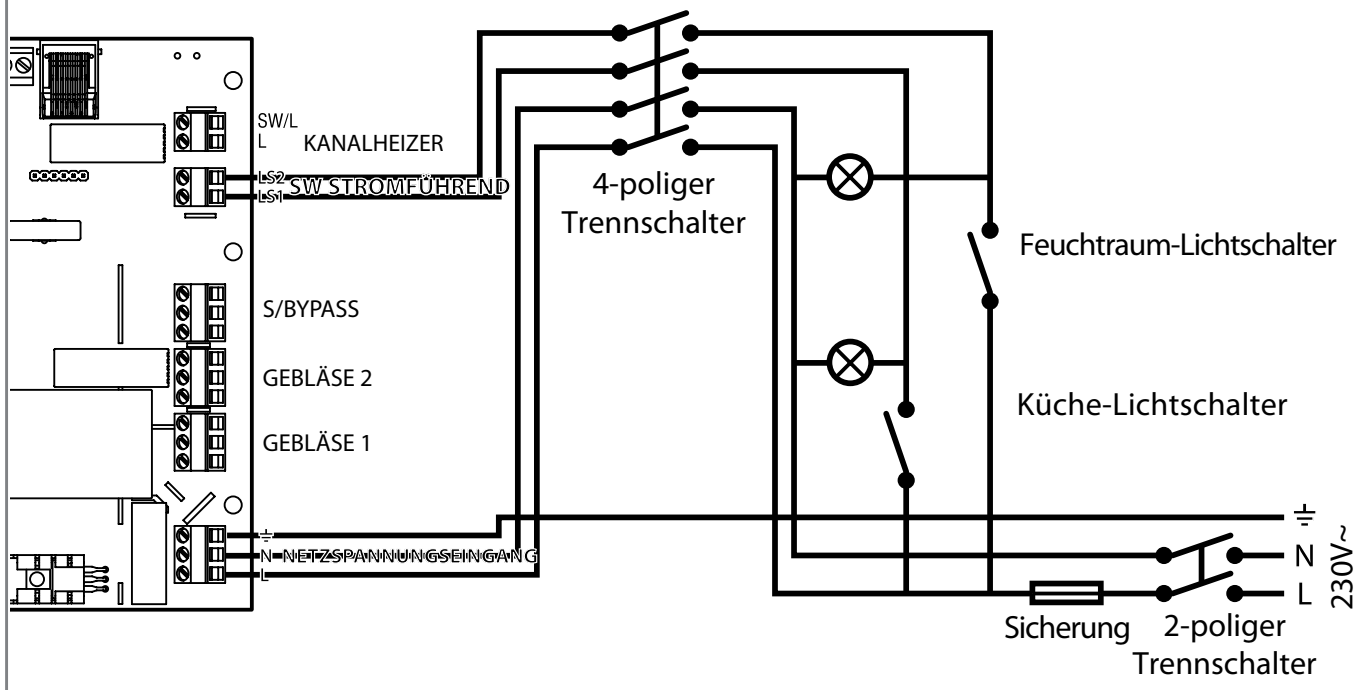 SW/L
L
KANALHEIZER
LS2
SW STROMFÜHREND
LS1
4-poliger
Trennschalter
Feuchtraum-Lichtschalter
S/BYPASS
GEBLÄSE 2
Küche-Lichtschalter
GEBLÄSE 1
N
NETZSPANNUNGSEINGANG
L
N
L
230V~
Sicherung
2-poliger
Trennschalter